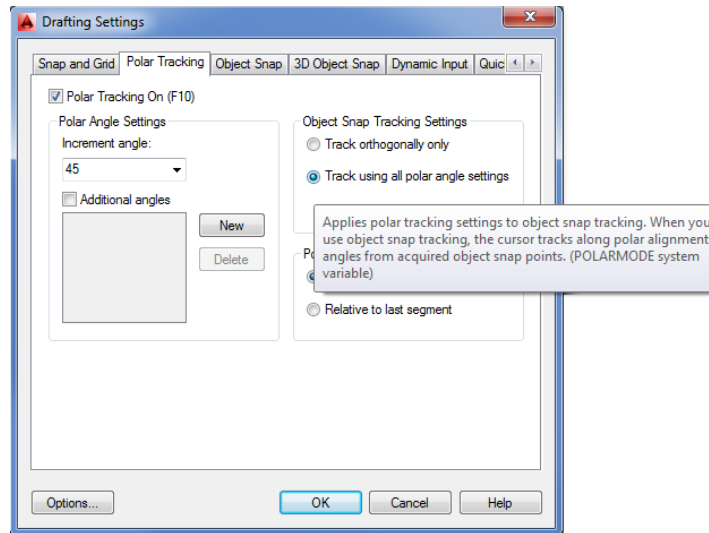 Drafting Settings
Snap and Grid Polar Tracking Object Snap 3D Object Snap Dynamic Input Quic
Polar Tracking On (F10)
Polar Angle Settings
Increment angle:
45
Additional angles
New
Delete
Object Snap Tracking Settings
Track orthogonally only
Track using all polar angle settings
Applies polar tracking settings to object snap tracking. When you
use object snap tracking, the cursor tracks along polar alignment
angles from acquired object snap points. (POLARMODE system
variable)
Relative to last segment
Options...
OK
Cancel
Help